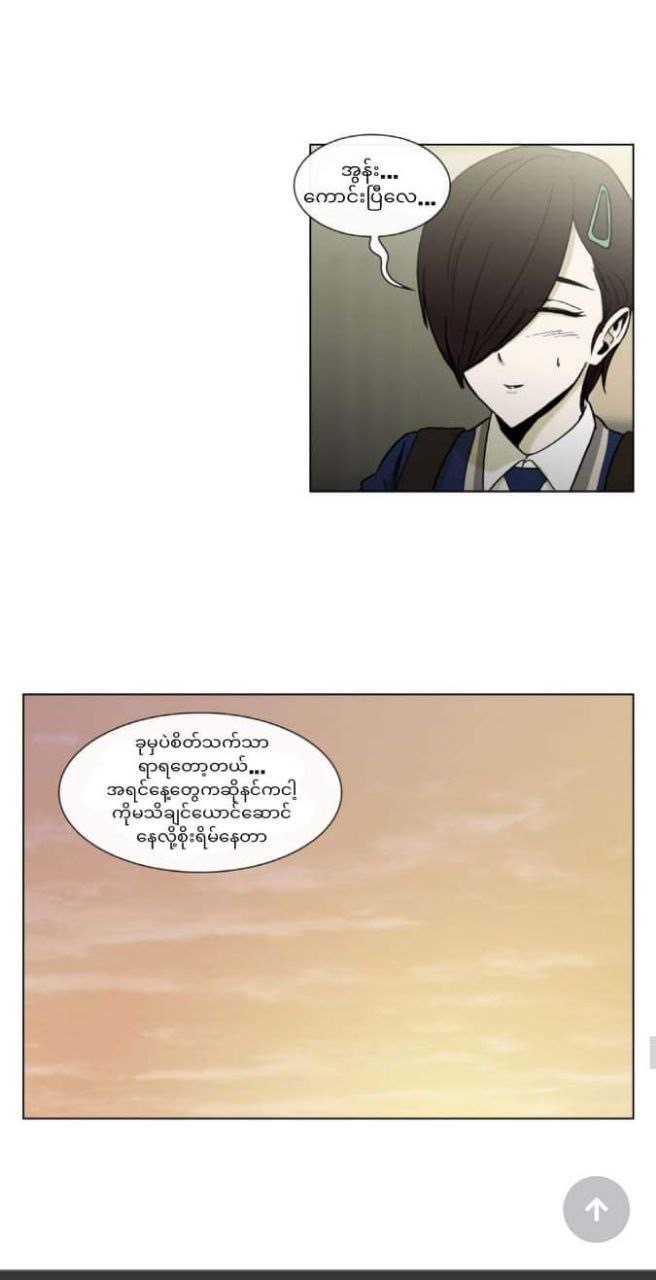 အွန်း...
ကောင်းပြီလေ...
ခုမှပဲစိတ်သက်သာ
ရာရတော့တယ်...
အရင်နေ့တွေကဆိုနင်ကငါ့
ကိုမသိချင်ယောင်ဆောင်
နေလို့စိုးရိမ်နေတာ